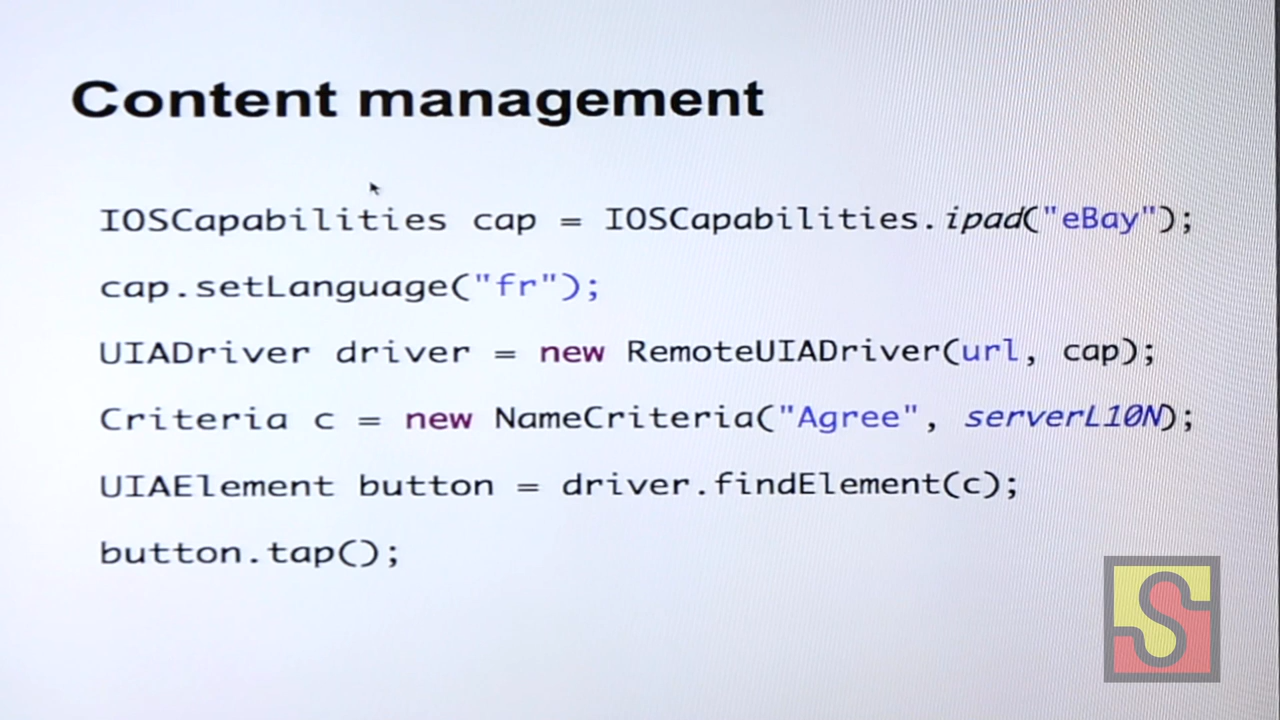 Content management
IOSCapabilities cap = IOSCapabilities.ipad("eBay");
cap.setLanguage("fr");
UIADriver driver = new RemoteUIADriver(url, cap);
Criteria c = new NameCriteria("Agree", serverL10N);
UIAElement button = driver.findElement(c);
button.tap();
S